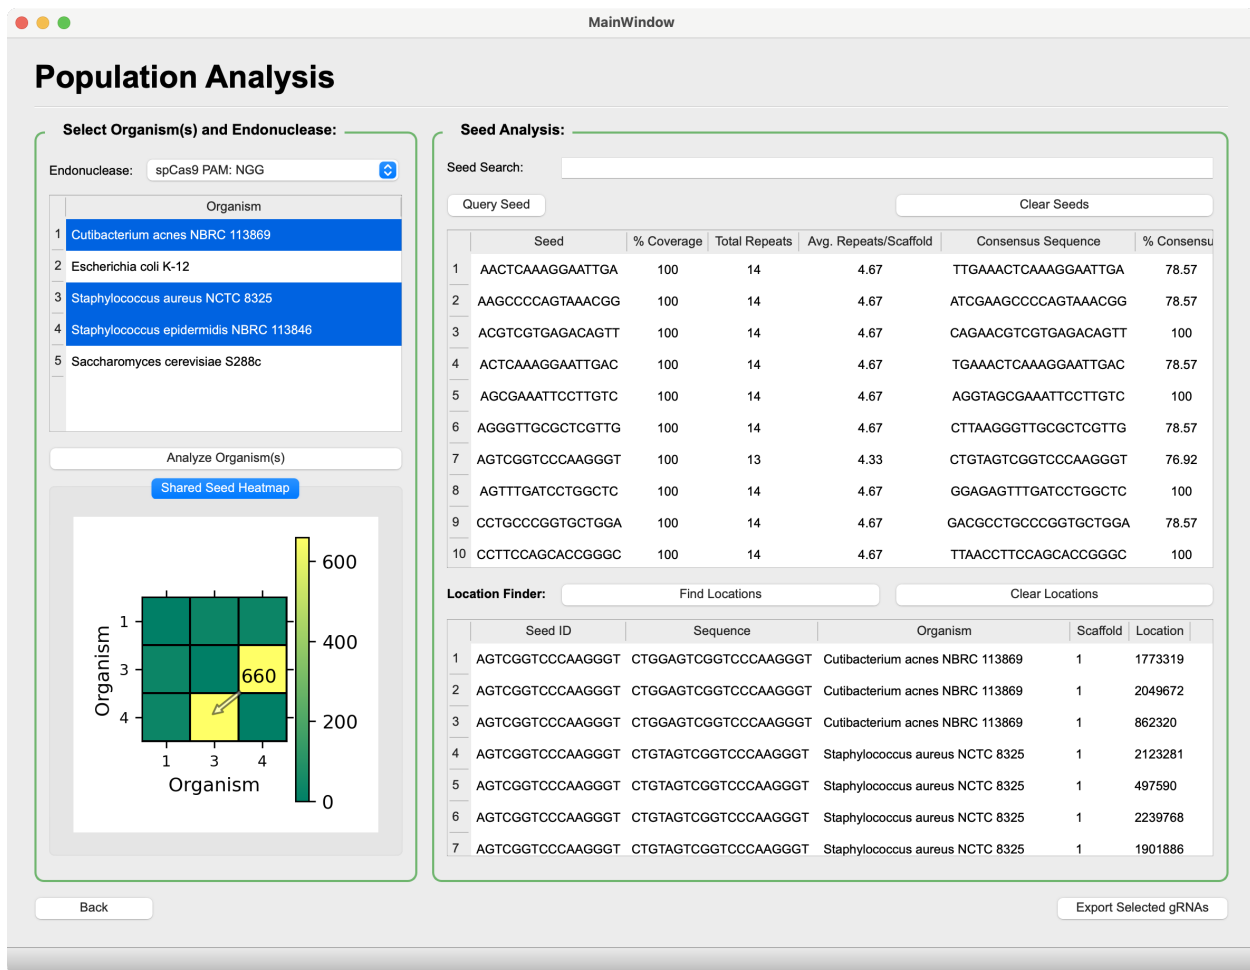 MainWindow
Population Analysis
Select Organism(s) and Endonuclease:
Endonuclease: spCas9 PAM: NGG
Organism
1 Cutibacterium acnes NBRC 113869
2 Escherichia coli K-12
3 Staphylococcus aureus NCTC 8325
4 Staphylococcus epidermidis NBRC 113846
5 Saccharomyces cerevisiae S288c
Analyze Organism(s)
Shared Seed Heatmap
600
400
200
0
Organism
1
3
4
660
1 3 4
Organism
Seed Analysis:
Seed Search:
Query Seed Clear Seeds
Seed % Coverage Total Repeats Avg. Repeats/Scaffold Consensus Sequence % Consensu
1 AACTCAAAGGAATTGA 100 14 4.67 TTGAAACTCAAAGGAATTGA 78.57
2 AAGCCCCAGTAAACGG 100 14 4.67 ATCGAAGCCCCAGTAAACGG 78.57
3 ACGTCGTGAGACAGTT 100 14 4.67 CAGAACGTCGTGAGACAGTT 100
4 ACTCAAAGGAATTGAC 100 14 4.67 TGAAACTCAAAGGAATTGAC 78.57
5 AGCGAAATTCCTTGTC 100 14 4.67 AGGTAGCGAAATTCCTTGTC 100
6 AGGGTTGCGCTCGTTG 100 14 4.67 CTTAAGGGTTGCGCTCGTTG 78.57
7 AGTCGGTCCCAAGGGT 100 13 4.33 CTGTAGTCGGTCCCAAGGGT 76.92
8 AGTTTGATCCTGGCTC 100 14 4.67 GGAGAGTTTGATCCTGGCTC 100
9 CCTGCCCGGTGCTGGA 100 14 4.67 GACGCCTGCCCGGTGCTGGA 78.57
10 CCTTCCAGCACCGGGC 100 14 4.67 TTAACCTTCCAGCACCGGGC 100
Location Finder: Find Locations Clear Locations
Seed ID Sequence Organism Scaffold Location
1 AGTCGGTCCCAAGGGT CTGGAGTCGGTCCCAAGGGT Cutibacterium acnes NBRC 113869 1 1773319
2 AGTCGGTCCCAAGGGT CTGGAGTCGGTCCCAAGGGT Cutibacterium acnes NBRC 113869 1 2049672
3 AGTCGGTCCCAAGGGT CTGGAGTCGGTCCCAAGGGT Cutibacterium acnes NBRC 113869 1 862320
4 AGTCGGTCCCAAGGGT CTGTAGTCGGTCCCAAGGGT Staphylococcus aureus NCTC 8325 1 2123281
5 AGTCGGTCCCAAGGGT CTGTAGTCGGTCCCAAGGGT Staphylococcus aureus NCTC 8325 1 497590
6 AGTCGGTCCCAAGGGT CTGTAGTCGGTCCCAAGGGT Staphylococcus aureus NCTC 8325 1 2239768
7 AGTCGGTCCCAAGGGT CTGTAGTCGGTCCCAAGGGT Staphylococcus aureus NCTC 8325 1 1901886
Back
Export Selected gRNAs